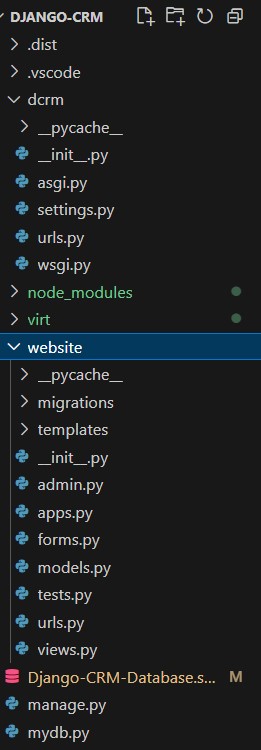 DJANGO-CRM
.dist
.vscode
dcrm
__pycache__
__init__.py
asgi.py
settings.py
urls.py
wsgi.py
node_modules
virt
website
__pycache__
migrations
templates
__init__.py
admin.py
apps.py
forms.py
models.py
tests.py
urls.py
views.py
Django-CRM-Database.s... M
manage.py
mydb.py